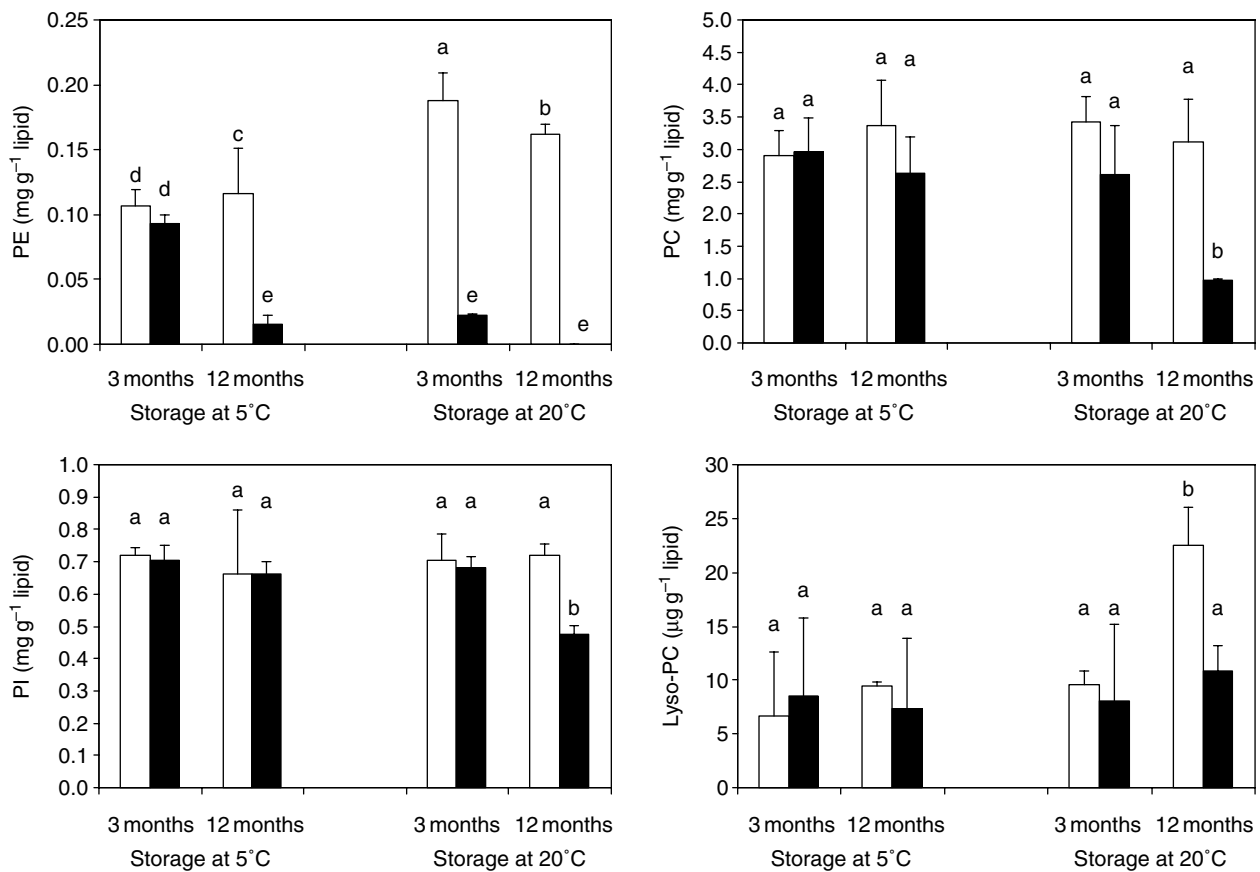 0.25
0.20
0.15
0.10
0.05
0.00
PE (mg g⁻¹ lipid)
d d c e a e b e
3 months 12 months 3 months 12 months
Storage at 5˚C Storage at 20˚C
5.0
4.5
4.0
3.5
3.0
2.5
2.0
1.5
1.0
0.5
0.0
PC (mg g⁻¹ lipid)
a a a a a a a b
3 months 12 months 3 months 12 months
Storage at 5˚C Storage at 20˚C
1.0
0.9
0.8
0.7
0.6
0.5
0.4
0.3
0.2
0.1
0.0
PI (mg g⁻¹ lipid)
a a a a a a a b
3 months 12 months 3 months 12 months
Storage at 5˚C Storage at 20˚C
30
25
20
15
10
5
0
Lyso-PC (µg g⁻¹ lipid)
a a a a a a b a
3 months 12 months 3 months 12 months
Storage at 5˚C Storage at 20˚C